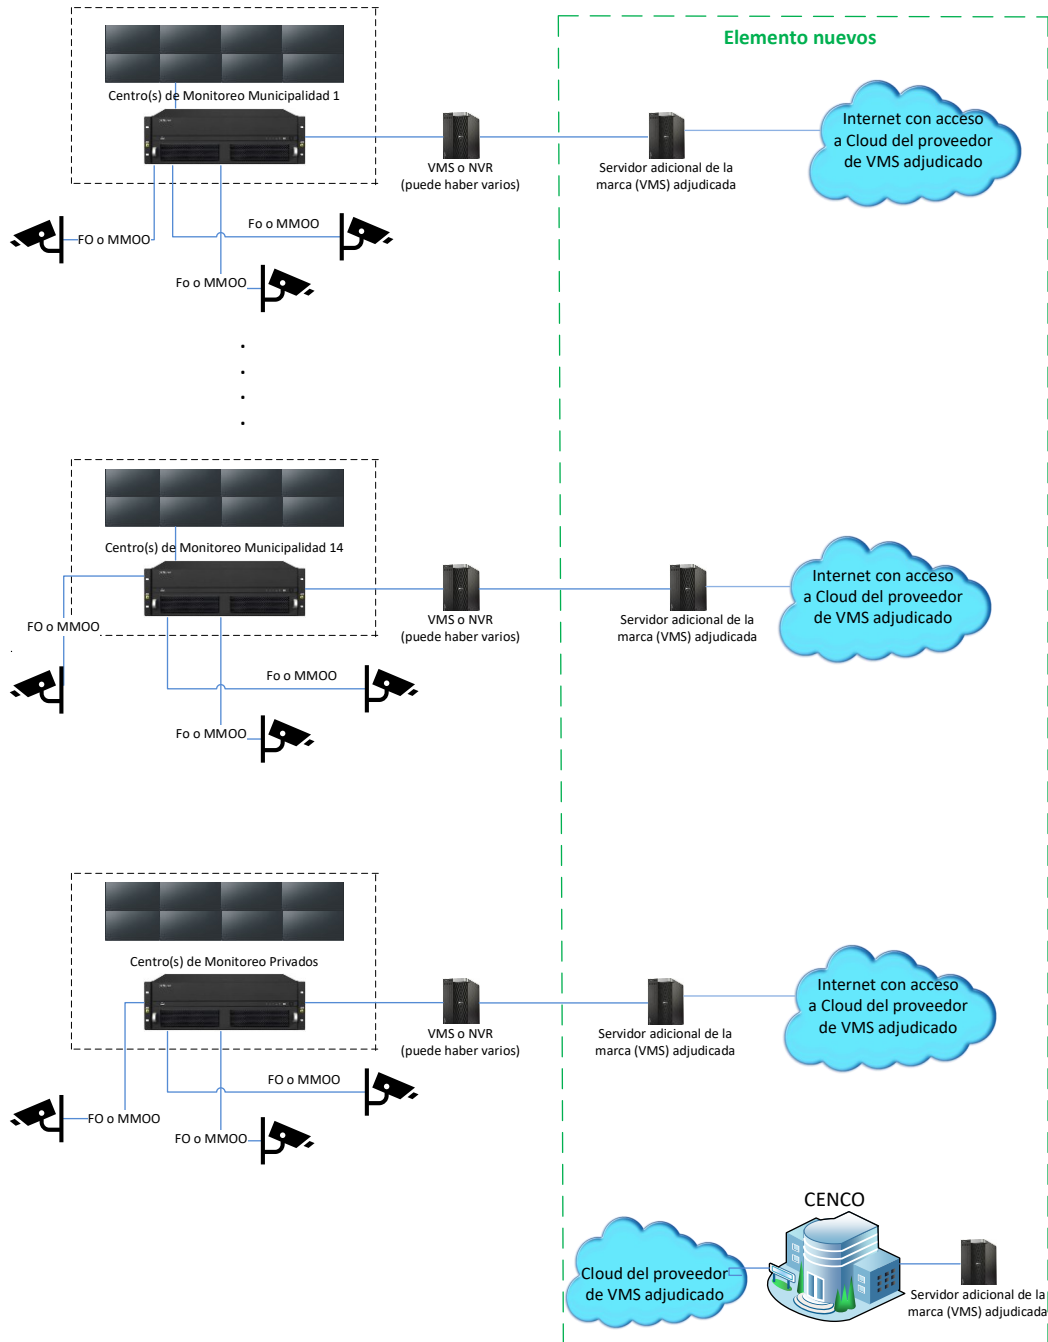 Elemento nuevos
Centro(s) de Monitoreo Municipalidad 1
VMS o NVR
(puede haber varios)
Servidor adicional de la
marca (VMS) adjudicada
Internet con acceso
a Cloud del proveedor
de VMS adjudicado
FO o MMOO
Fo o MMOO
Fo o MMOO
Centro(s) de Monitoreo Municipalidad 14
VMS o NVR
(puede haber varios)
Servidor adicional de la
marca (VMS) adjudicada
Internet con acceso
a Cloud del proveedor
de VMS adjudicado
FO o MMOO
Fo o MMOO
Fo o MMOO
Centro(s) de Monitoreo Privados
VMS o NVR
(puede haber varios)
Servidor adicional de la
marca (VMS) adjudicada
Internet con acceso
a Cloud del proveedor
de VMS adjudicado
FO o MMOO
FO o MMOO
FO o MMOO
CENCO
Cloud del proveedor
de VMS adjudicado
Servidor adicional de la
marca (VMS) adjudicada